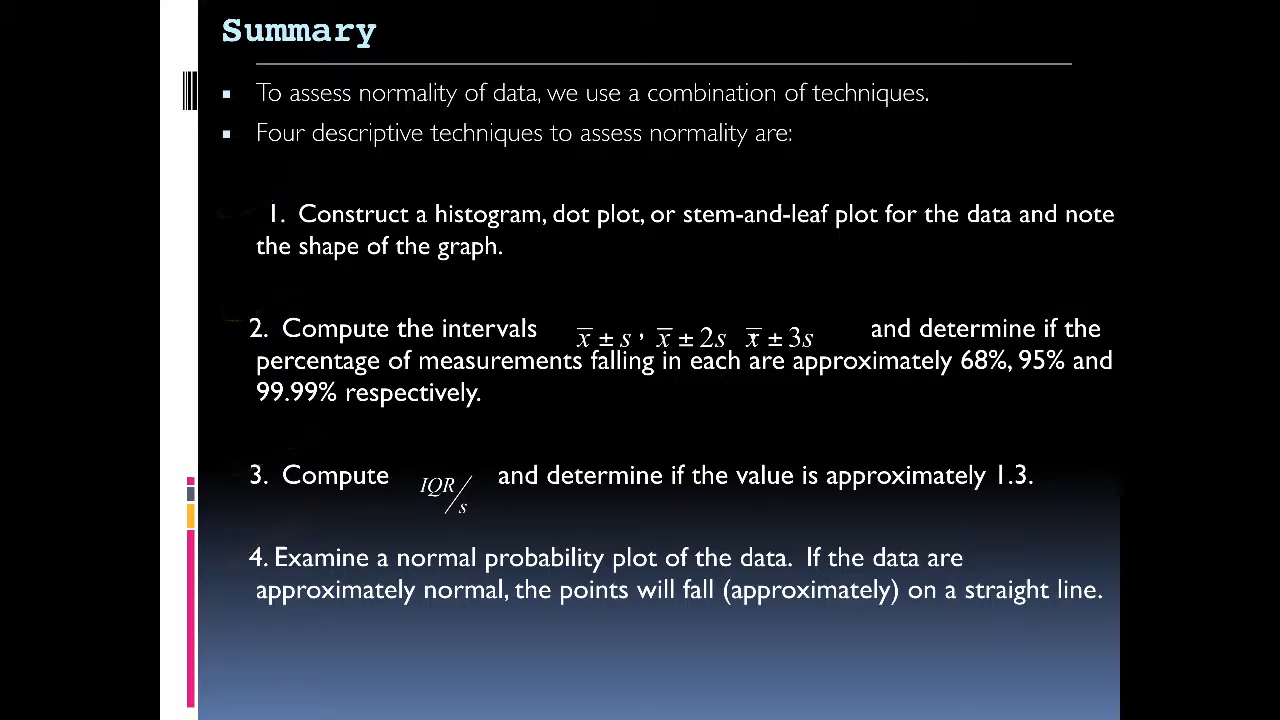 Summary
▪ To assess normality of data, we use a combination of techniques.
▪ Four descriptive techniques to assess normality are:
1. Construct a histogram, dot plot, or stem-and-leaf plot for the data and note
the shape of the graph.
2. Compute the intervals x̅ ± s, x̅ ± 2s x̅ ± 3s and determine if the
percentage of measurements falling in each are approximately 68%, 95% and
99.99% respectively.
3. Compute IQR/s and determine if the value is approximately 1.3.
4. Examine a normal probability plot of the data. If the data are
approximately normal, the points will fall (approximately) on a straight line.